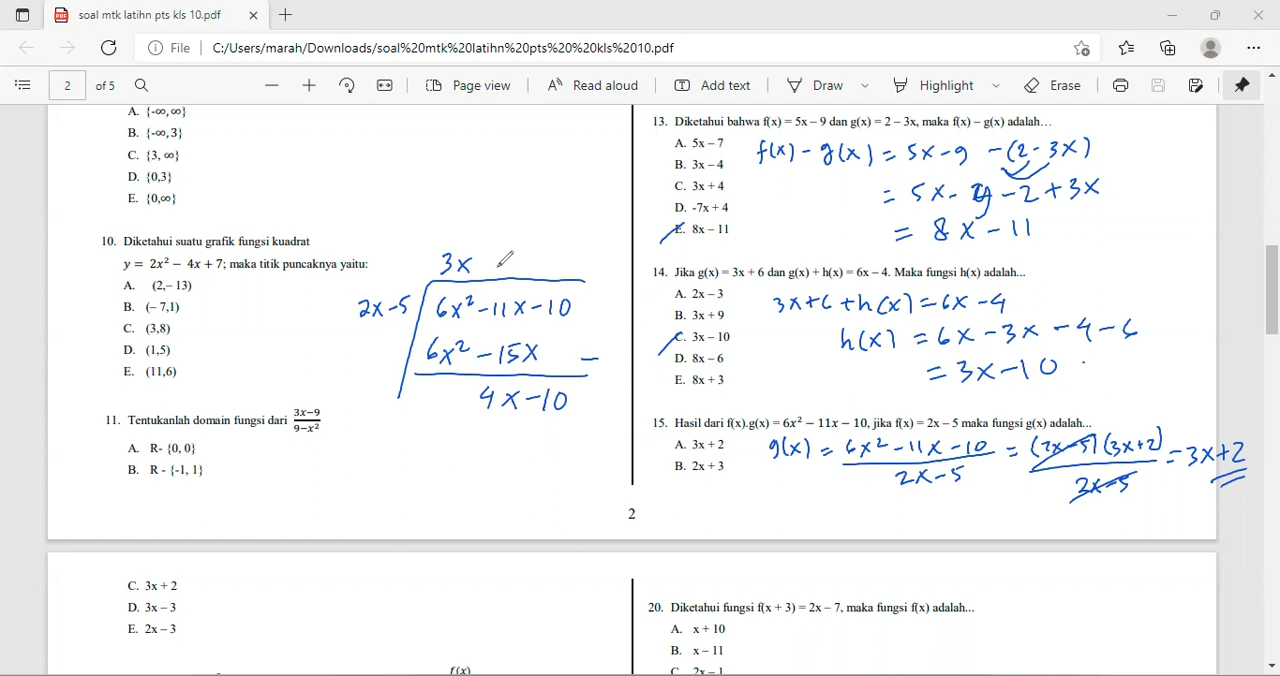 soal mtk latihn pts kls 10.pdf
File C:/Users/marah/Downloads/soal%20mtk%20latihn%20pts%20%20kls%2010.pdf
2 of 5 Page view Read aloud Add text Draw Highlight Erase
A. {-∞,∞}
B. {-∞,3}
C. {3, ∞}
D. {0,3}
E. {0,∞}
10. Diketahui suatu grafik fungsi kuadrat
y = 2x² − 4x + 7; maka titik puncaknya yaitu:
A. (2,– 13)
B. (– 7,1)
C. (3,8)
D. (1,5)
E. (11,6)
3x
2x-5 6x²-11x-10
6x²-15x -
4x-10
11. Tentukanlah domain fungsi dari 3x−9/9−x²
A. R- {0, 0}
B. R - {-1, 1}
13. Diketahui bahwa f(x) = 5x – 9 dan g(x) = 2 – 3x, maka f(x) – g(x) adalah…
A. 5x – 7
B. 3x – 4
C. 3x + 4
D. -7x + 4
E. 8x – 11
f(x) - g(x) = 5x-9 -(2-3x)
= 5x-9-2+3x
= 8x-11
14. Jika g(x) = 3x + 6 dan g(x) + h(x) = 6x – 4. Maka fungsi h(x) adalah...
A. 2x – 3
B. 3x + 9
C. 3x – 10
D. 8x – 6
E. 8x + 3
3x+6 +h(x) = 6x-4
h(x) = 6x-3x-4-6
= 3x-10
15. Hasil dari f(x).g(x) = 6x² − 11x − 10, jika f(x) = 2x – 5 maka fungsi g(x) adalah...
A. 3x + 2
B. 2x + 3
g(x) = 6x²-11x-10/2x-5 = (2x-5)(3x+2)/2x-5 = 3x+2
2
C. 3x + 2
D. 3x – 3
E. 2x – 3
f(x)
20. Diketahui fungsi f(x + 3) = 2x – 7, maka fungsi f(x) adalah...
A. x + 10
B. x – 11
C. 2x – 1